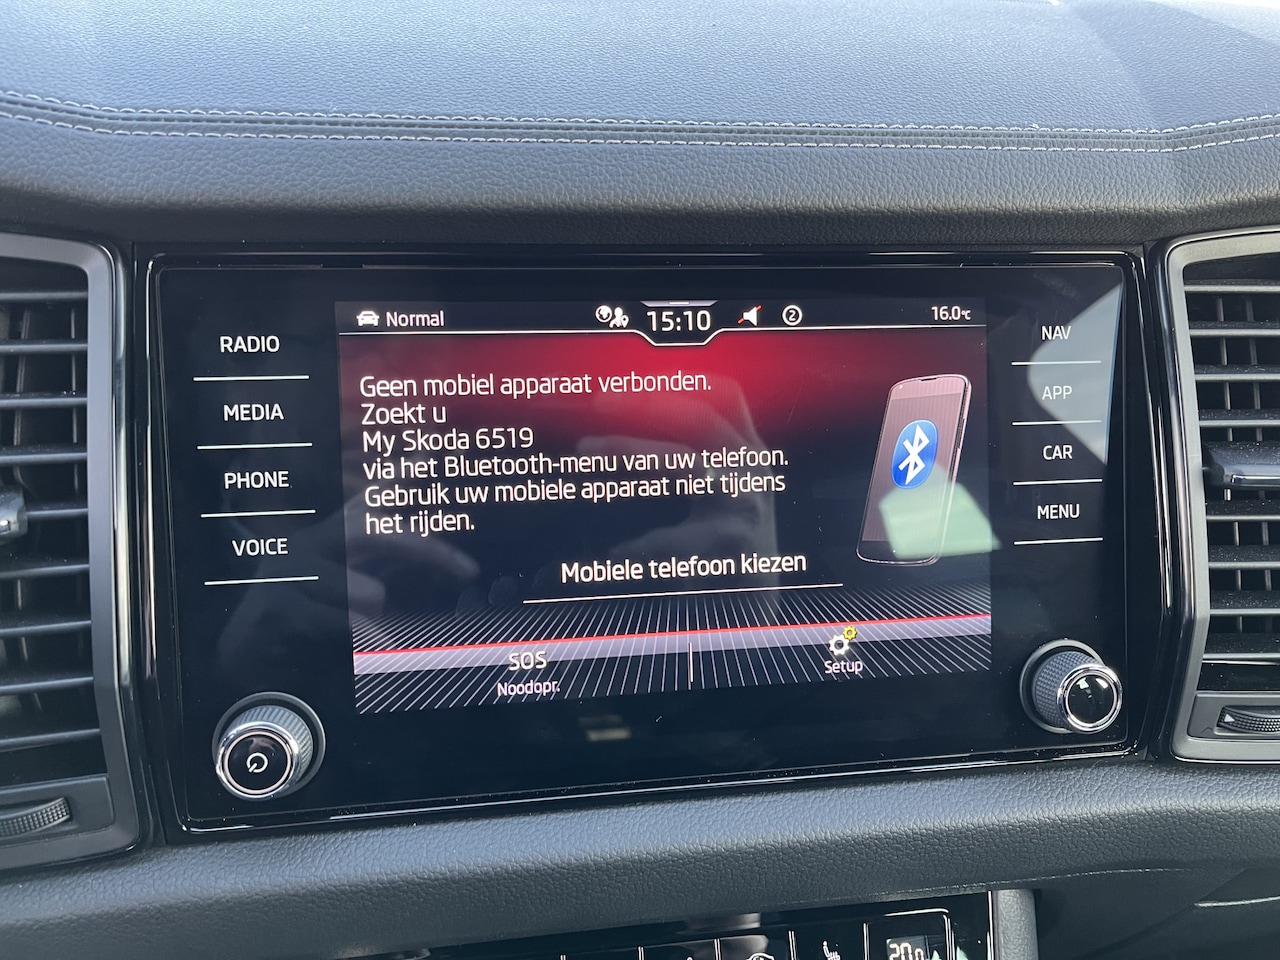 Normal
15:10
2
16.0°C
RADIO
MEDIA
PHONE
VOICE
Geen mobiel apparaat verbonden.
Zoekt u
My Skoda 6519
via het Bluetooth-menu van uw telefoon.
Gebruik uw mobiele apparaat niet tijdens
het rijden.
Mobiele telefoon kiezen
SOS
Noodopr.
Setup
NAV
APP
CAR
MENU